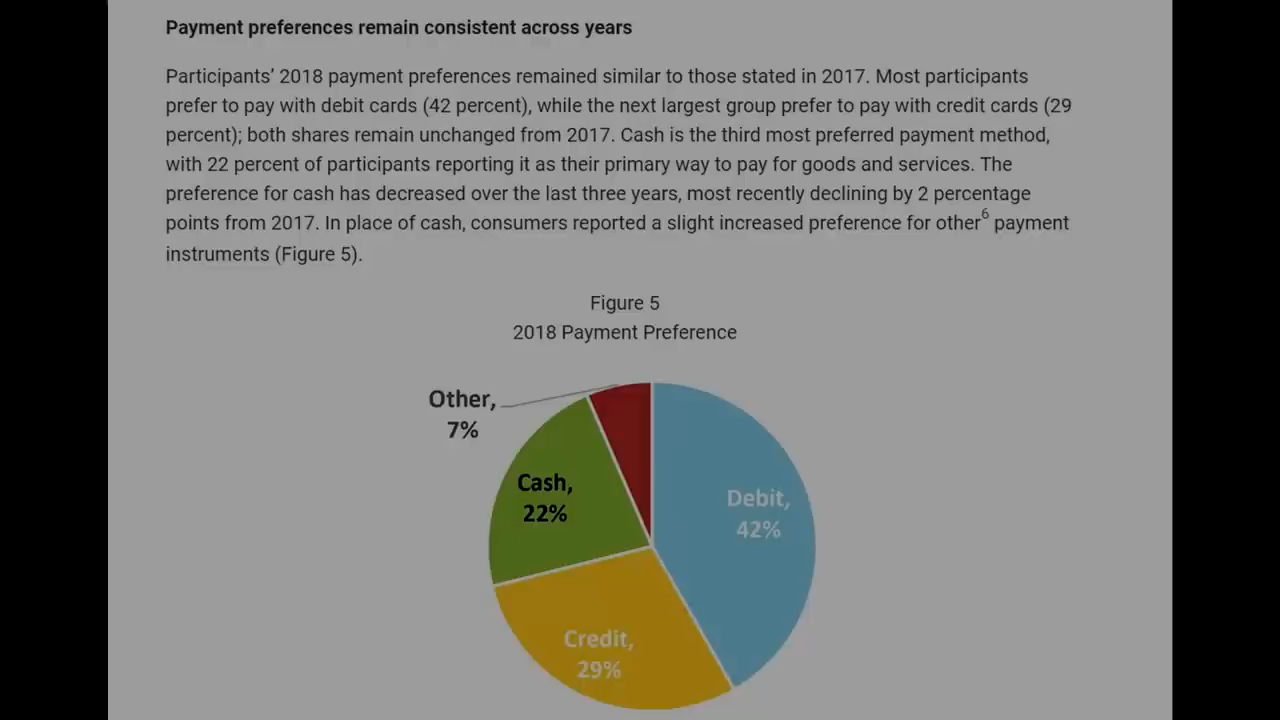 Payment preferences remain consistent across years
Participants’ 2018 payment preferences remained similar to those stated in 2017. Most participants
prefer to pay with debit cards (42 percent), while the next largest group prefer to pay with credit cards (29
percent); both shares remain unchanged from 2017. Cash is the third most preferred payment method,
with 22 percent of participants reporting it as their primary way to pay for goods and services. The
preference for cash has decreased over the last three years, most recently declining by 2 percentage
points from 2017. In place of cash, consumers reported a slight increased preference for other6 payment
instruments (Figure 5).
Figure 5
2018 Payment Preference
Other,
7%
Cash,
22%
Debit,
42%
Credit,
29%